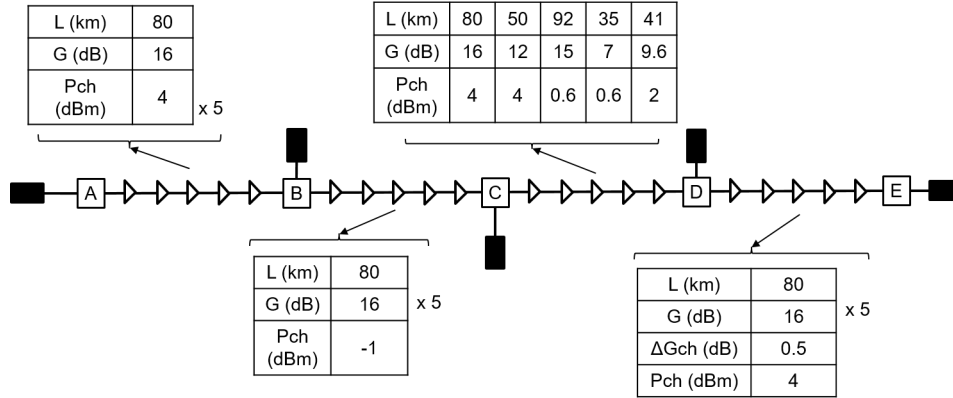 L (km) 80
G (dB) 16
Pch (dBm) 4
x 5
L (km) 80 50 92 35 41
G (dB) 16 12 15 7 9.6
Pch (dBm) 4 4 0.6 0.6 2
A B C D E
L (km) 80
G (dB) 16
Pch (dBm) -1
x 5
L (km) 80
G (dB) 16
ΔGch (dB) 0.5
Pch (dBm) 4
x 5